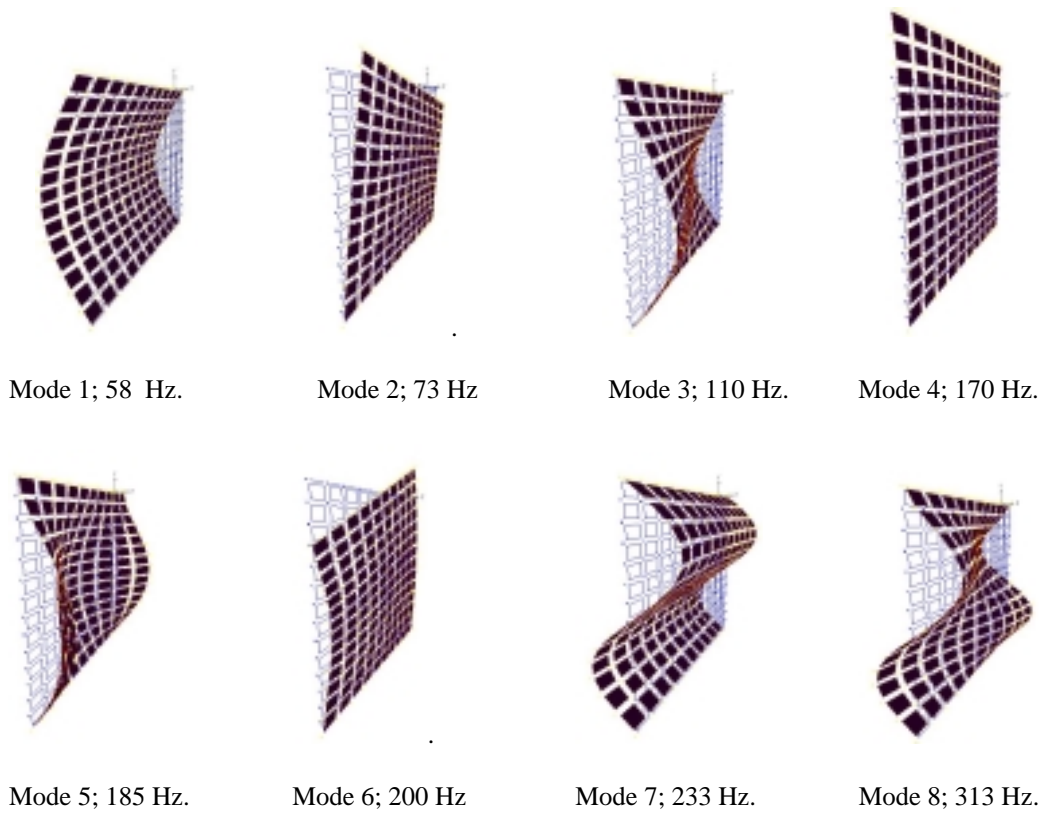 Mode 1; 58 Hz.
Mode 2; 73 Hz
Mode 3; 110 Hz.
Mode 4; 170 Hz.
Mode 5; 185 Hz.
Mode 6; 200 Hz
Mode 7; 233 Hz.
Mode 8; 313 Hz.